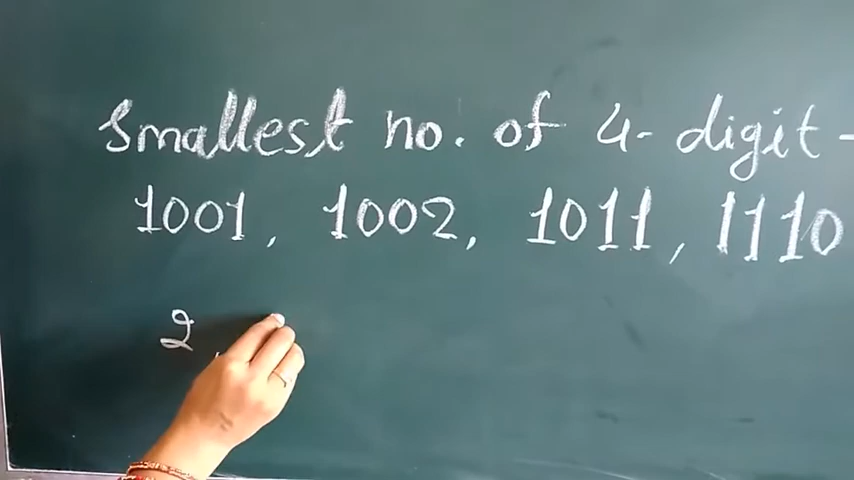 Smallest no. of 4-digit-
1001, 1002, 1011, 1110
2,